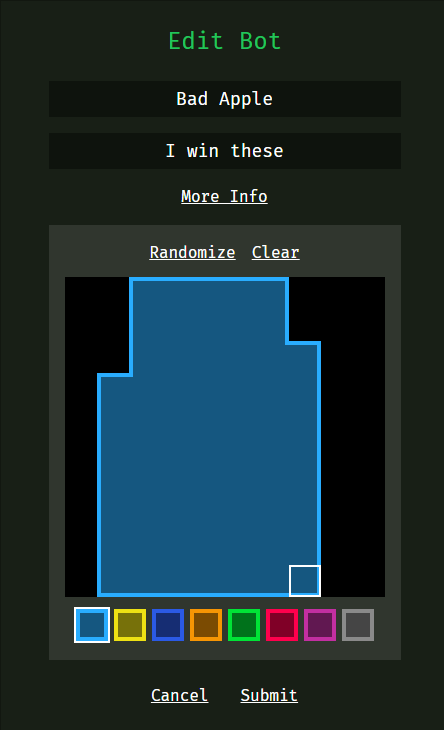 Edit Bot
Bad Apple
I win these
More Info
Randomize Clear
Cancel Submit